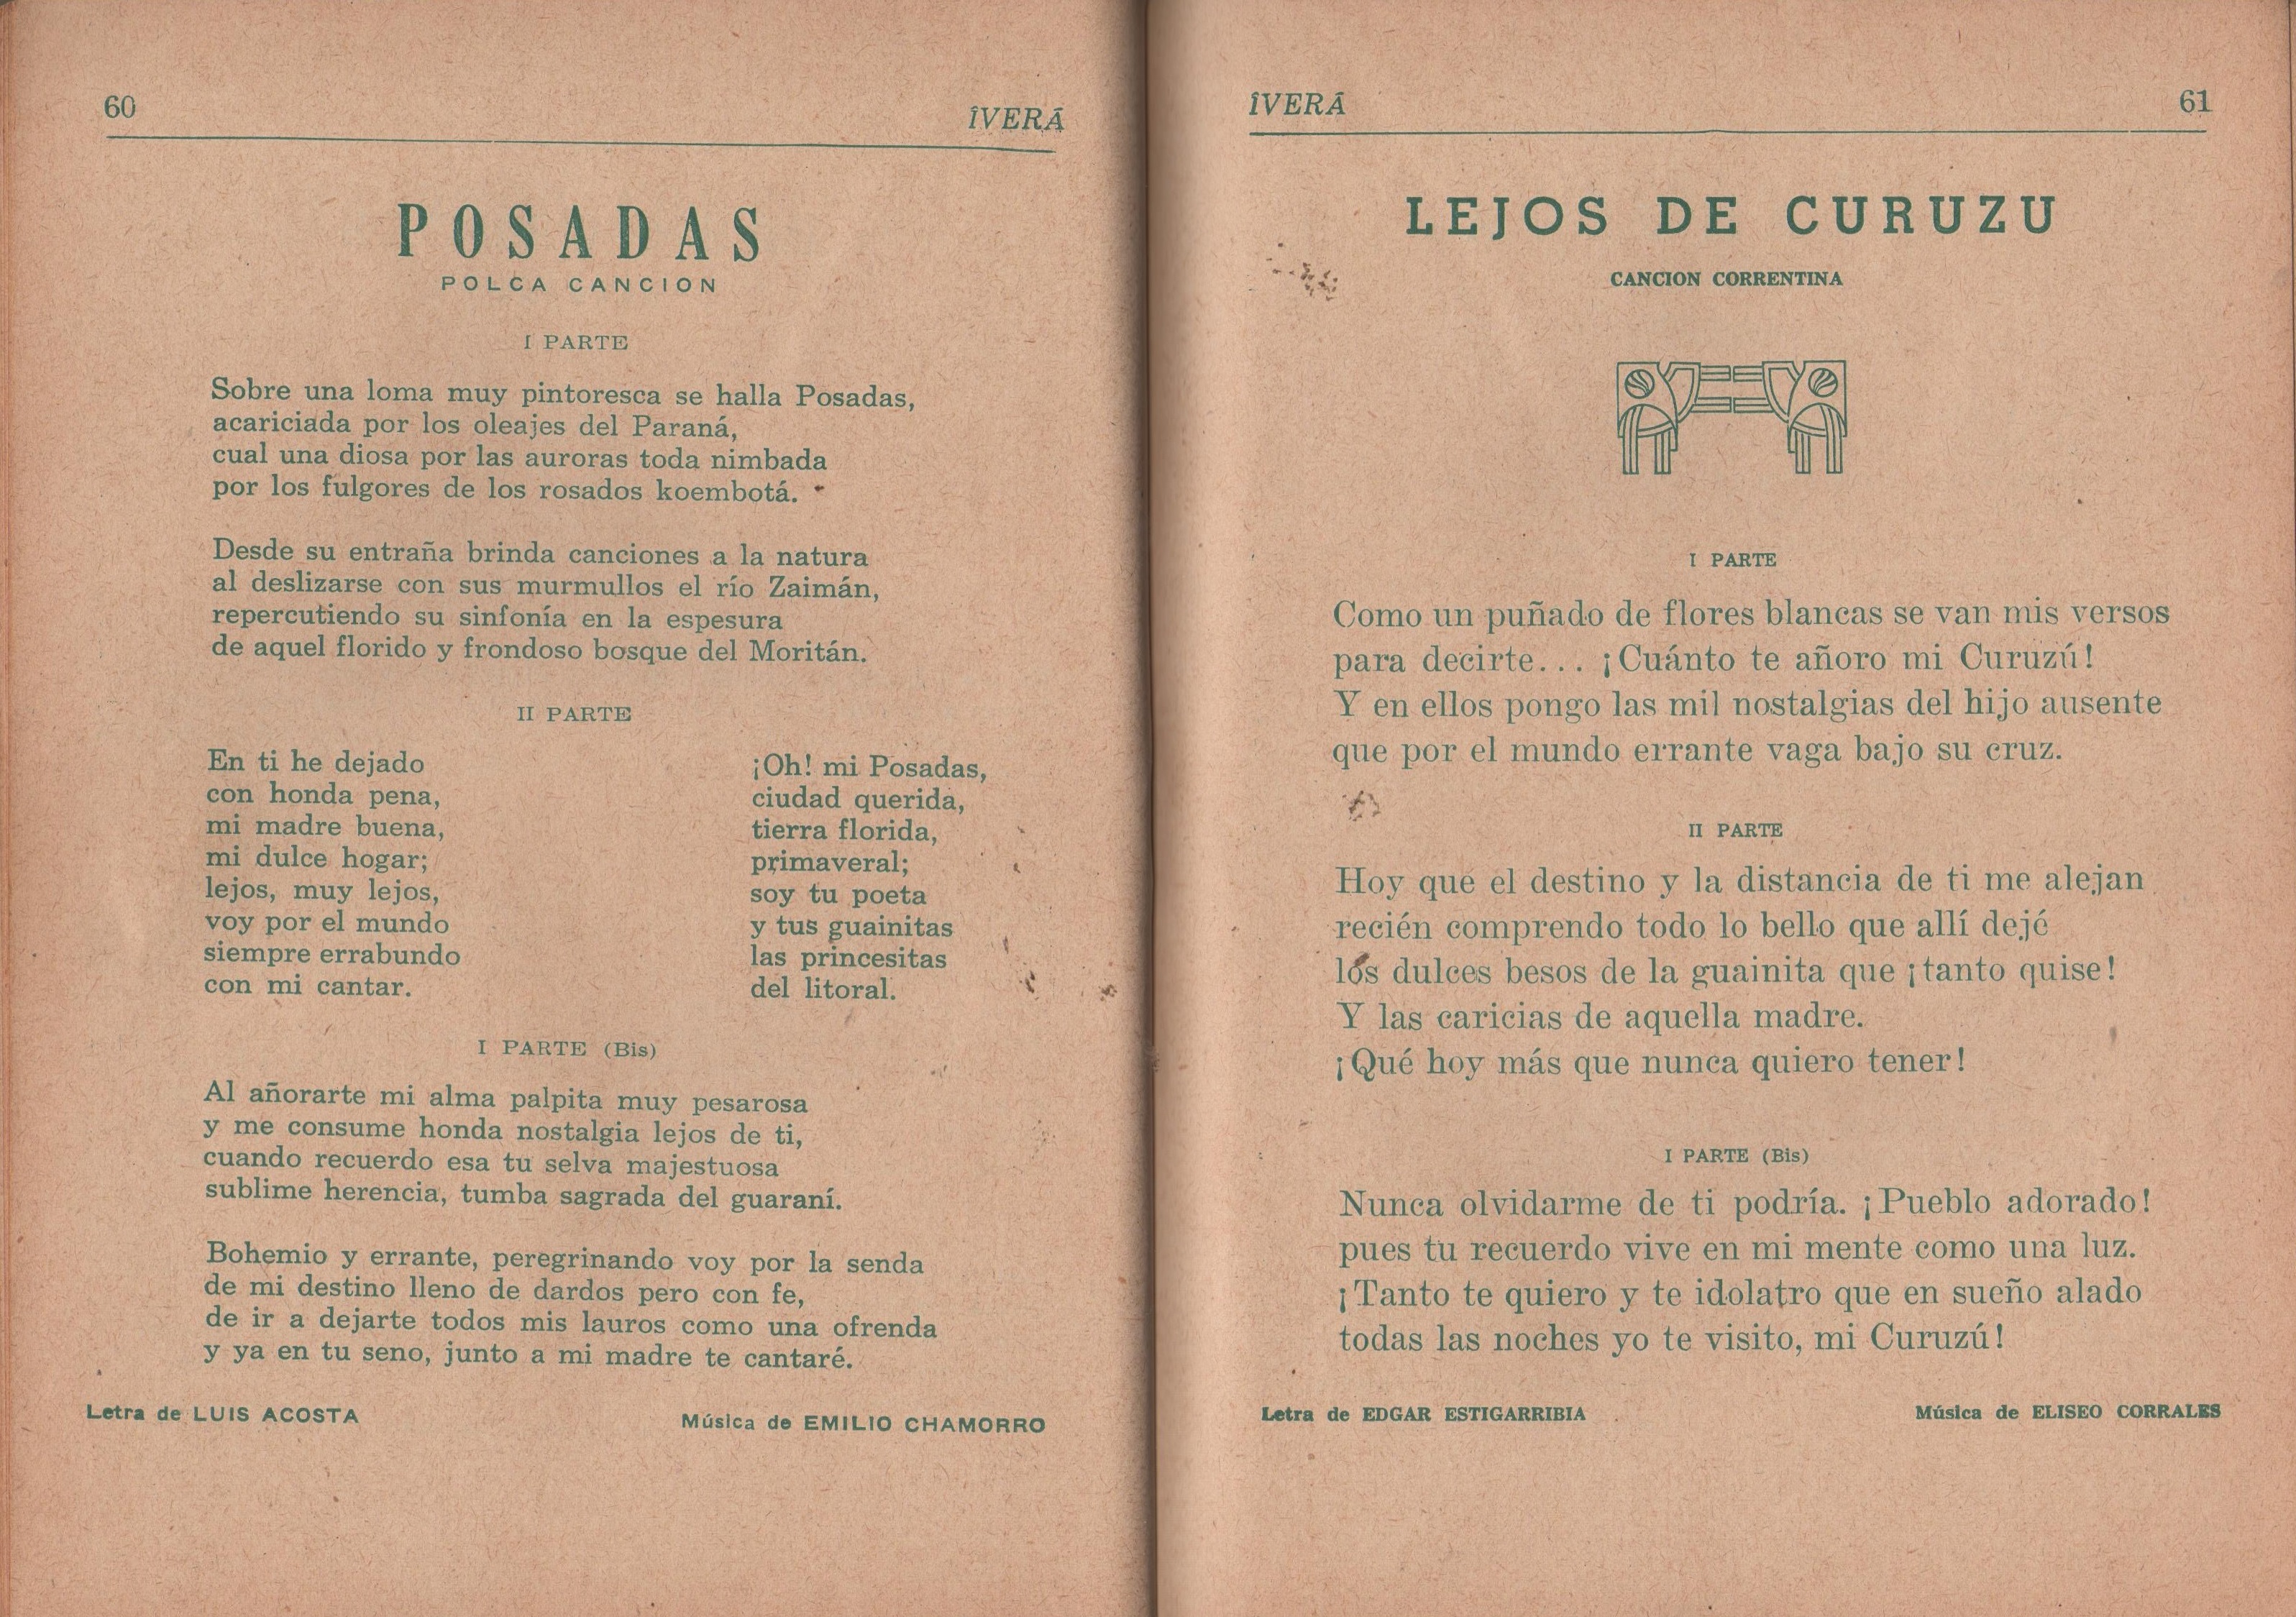 60
ÎVERÃ
POSADAS
POLCA CANCION
I PARTE
Sobre una loma muy pintoresca se halla Posadas,
acariciada por los oleajes del Paraná,
cual una diosa por las auroras toda nimbada
por los fulgores de los rosados koembotá.
Desde su entraña brinda canciones a la natura
al deslizarse con sus murmullos el río Zaimán,
repercutiendo su sinfonía en la espesura
de aquel florido y frondoso bosque del Moritán.
II PARTE
En ti he dejado
con honda pena,
mi madre buena,
mi dulce hogar;
lejos, muy lejos,
voy por el mundo
siempre errabundo
con mi cantar.
¡Oh! mi Posadas,
ciudad querida,
tierra florida,
primaveral;
soy tu poeta
y tus guainitas
las princesitas
del litoral.
I PARTE (Bis)
Al añorarte mi alma palpita muy pesarosa
y me consume honda nostalgia lejos de ti,
cuando recuerdo esa tu selva majestuosa
sublime herencia, tumba sagrada del guaraní.
Bohemio y errante, peregrinando voy por la senda
de mi destino lleno de dardos pero con fe,
de ir a dejarte todos mis lauros como una ofrenda
y ya en tu seno, junto a mi madre te cantaré.
Letra de LUIS ACOSTA
Música de EMILIO CHAMORRO
ÎVERÃ
61
LEJOS DE CURUZU
CANCION CORRENTINA
I PARTE
Como un puñado de flores blancas se van mis versos
para decirte... ¡Cuánto te añoro mi Curuzú!
Y en ellos pongo las mil nostalgias del hijo ausente
que por el mundo errante vaga bajo su cruz.
II PARTE
Hoy que el destino y la distancia de ti me alejan
recién comprendo todo lo bello que allí dejé
los dulces besos de la guainita que ¡tanto quise!
Y las caricias de aquella madre.
¡Qué hoy más que nunca quiero tener!
I PARTE (Bis)
Nunca olvidarme de ti podría. ¡Pueblo adorado!
pues tu recuerdo vive en mi mente como una luz.
¡Tanto te quiero y te idolatro que en sueño alado
todas las noches yo te visito, mi Curuzú!
Letra de EDGAR ESTIGARRIBIA
Música de ELISEO CORRALES